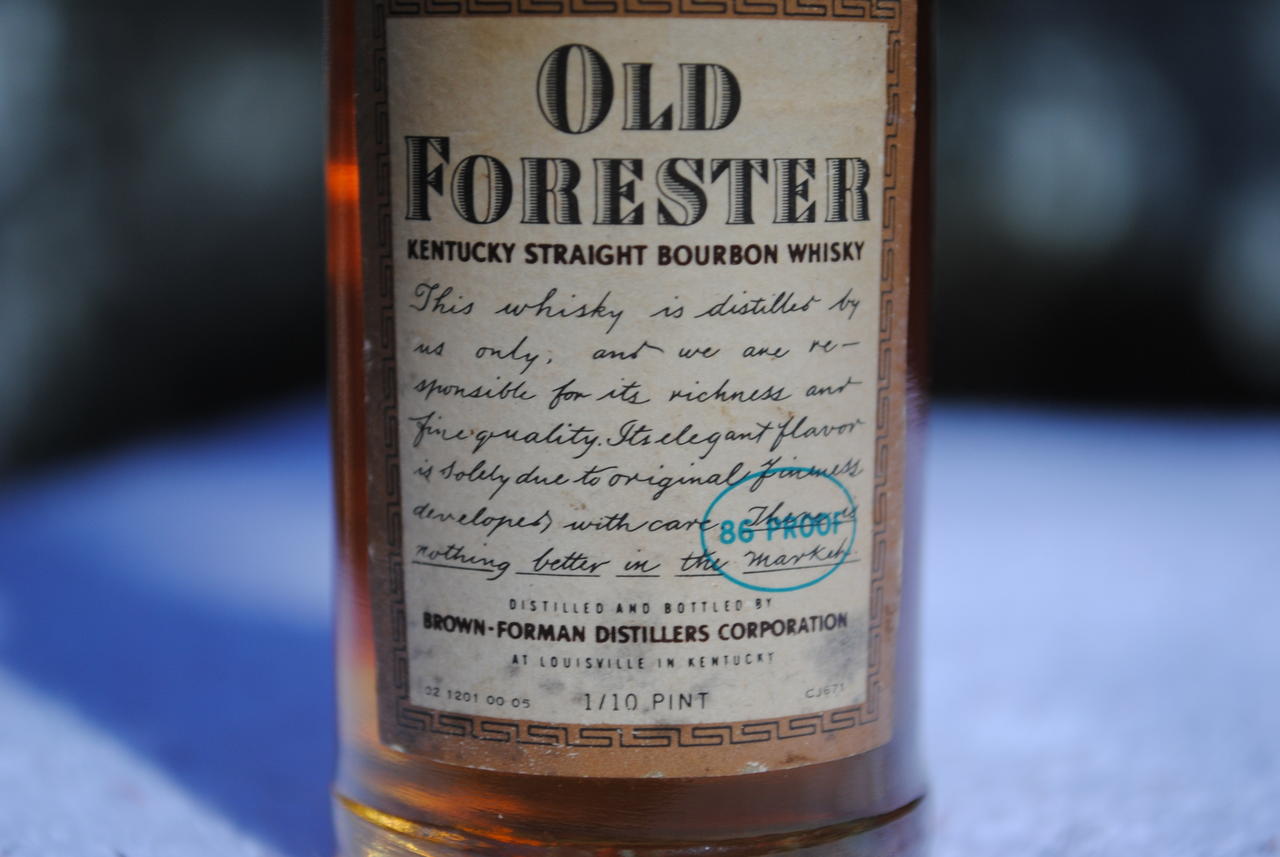 OLD
FORESTER
KENTUCKY STRAIGHT BOURBON WHISKY
This whisky is distilled by
us only, and we are re-
sponsible for its richness and
fine quality. Its elegant flavor
is solely due to original fineness
developed with care. There is
86 PROOF
nothing better in the market.
DISTILLED AND BOTTLED BY
BROWN-FORMAN DISTILLERS CORPORATION
AT LOUISVILLE IN KENTUCKY
02 1201 00 05 1/10 PINT CJ671